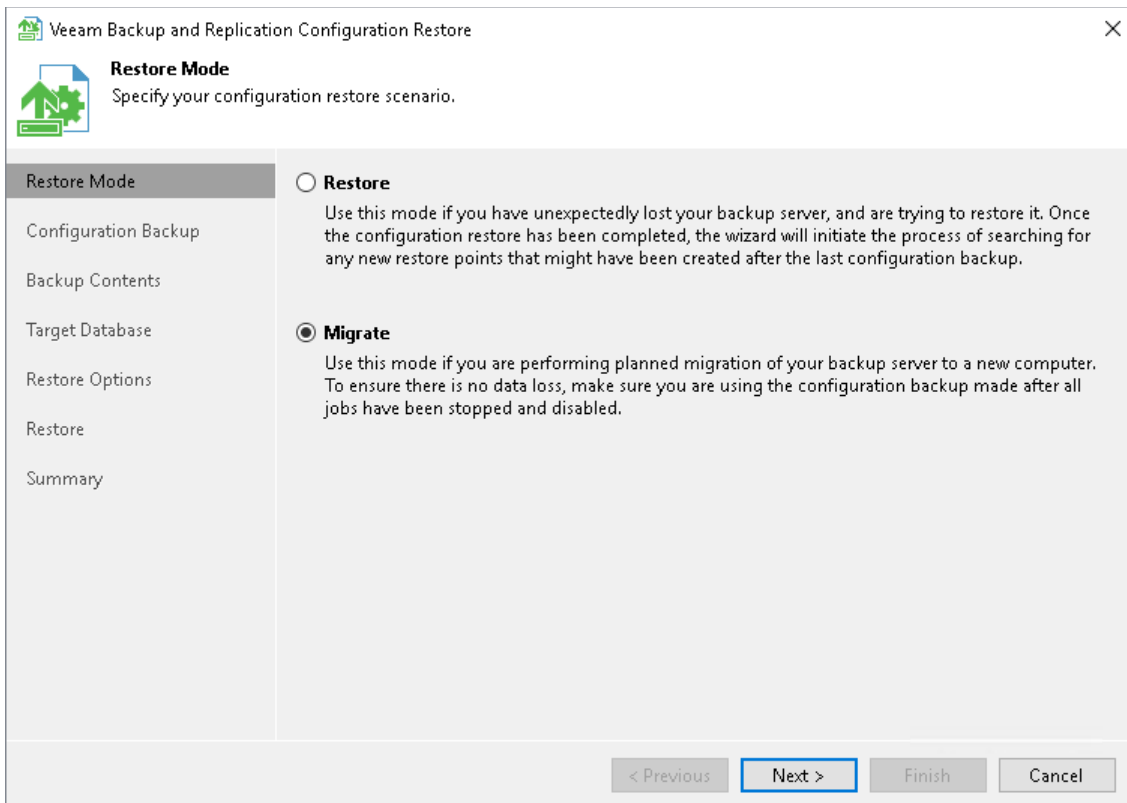 Veeam Backup and Replication Configuration Restore
Restore Mode
Specify your configuration restore scenario.
Restore Mode
Configuration Backup
Backup Contents
Target Database
Restore Options
Restore
Summary
Restore
Use this mode if you have unexpectedly lost your backup server, and are trying to restore it. Once
the configuration restore has been completed, the wizard will initiate the process of searching for
any new restore points that might have been created after the last configuration backup.
Migrate
Use this mode if you are performing planned migration of your backup server to a new computer.
To ensure there is no data loss, make sure you are using the configuration backup made after all
jobs have been stopped and disabled.
< Previous
Next >
Finish
Cancel